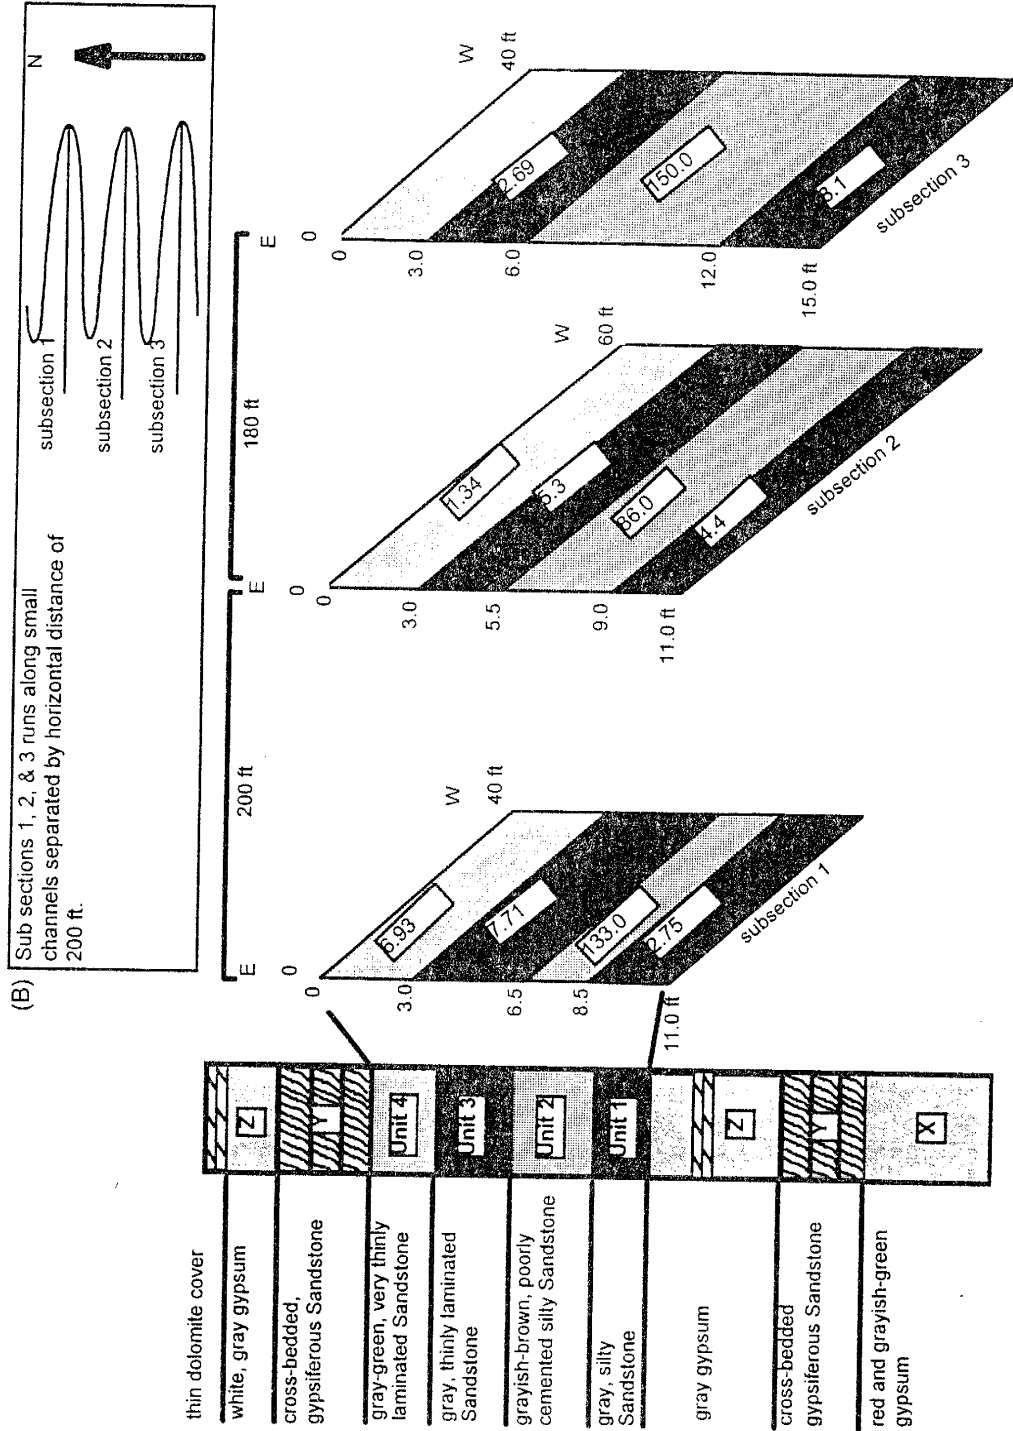 (B)
Sub sections 1, 2, & 3 runs along small
channels separated by horizontal distance of
200 ft.
subsection 1
subsection 2
subsection 3
N
200 ft
180 ft
E
W
0
40 ft
0
3.0
6.5
8.5
11.0 ft
6.93
7.71
133.0
2.75
subsection 1
E
W
0
60 ft
0
3.0
5.5
9.0
11.0 ft
1.34
5.3
86.0
4.4
subsection 2
E
W
0
40 ft
0
3.0
6.0
12.0
15.0 ft
2.69
150.0
3.1
subsection 3
thin dolomite cover
white, gray gypsum
Z
cross-bedded,
gypsiferous Sandstone
Y
gray-green, very thinly
laminated Sandstone
Unit 4
gray, thinly laminated
Sandstone
Unit 3
grayish-brown, poorly
cemented silly Sandstone
Unit 2
gray, silty
Sandstone
Unit 1
gray gypsum
Z
cross-bedded
gypsiferous Sandstone
Y
red and grayish-green
gypsum
X